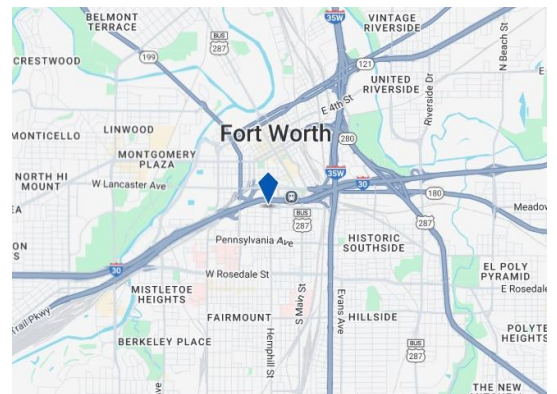 BELMONT
TERRACE
BUS
287
35W
VINTAGE
RIVERSIDE
N Beach St
CRESTWOOD
199
121
UNITED
RIVERSIDE
Riverside Dr
E
E 4th St
MONTICELLO
LINWOOD
Fort Worth
280
MONTGOMERY
PLAZA
NORTH HI
MOUNT
W Lancaster Ave
35W
30
180
EA
BUS
287
287
Meadow
ON
S
Pennsylvania Ave
HISTORIC
SOUTHSIDE
30
W Rosedale St
EL POLY
PYRAMID
E Rosedale
MISTLETOE
HEIGHTS
S Main St
Evans Ave
Trail Pkwy
FAIRMOUNT
HILLSIDE
POLYTE
HEIGHTS
BERKELEY PLACE
Hemphill St
BUS
287
THE NEW